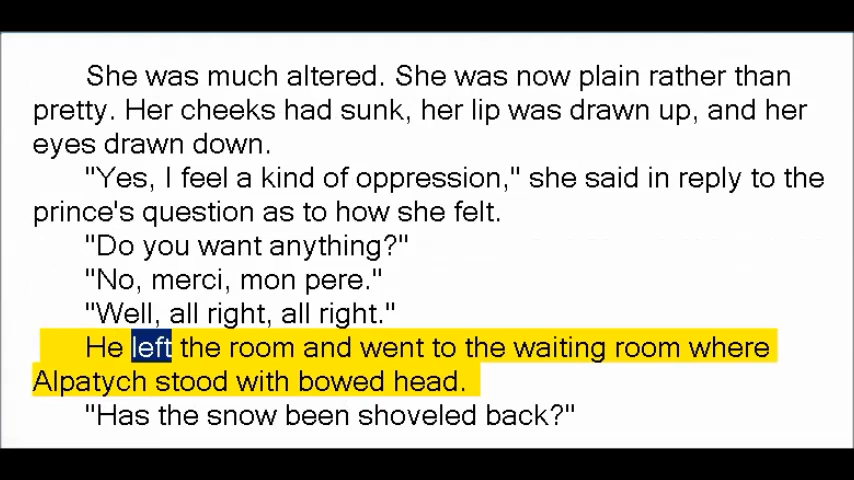 She was much altered. She was now plain rather than
pretty. Her cheeks had sunk, her lip was drawn up, and her
eyes drawn down.
"Yes, I feel a kind of oppression," she said in reply to the
prince's question as to how she felt.
"Do you want anything?"
"No, merci, mon pere."
"Well, all right, all right."
He left the room and went to the waiting room where
Alpatych stood with bowed head.
"Has the snow been shoveled back?"